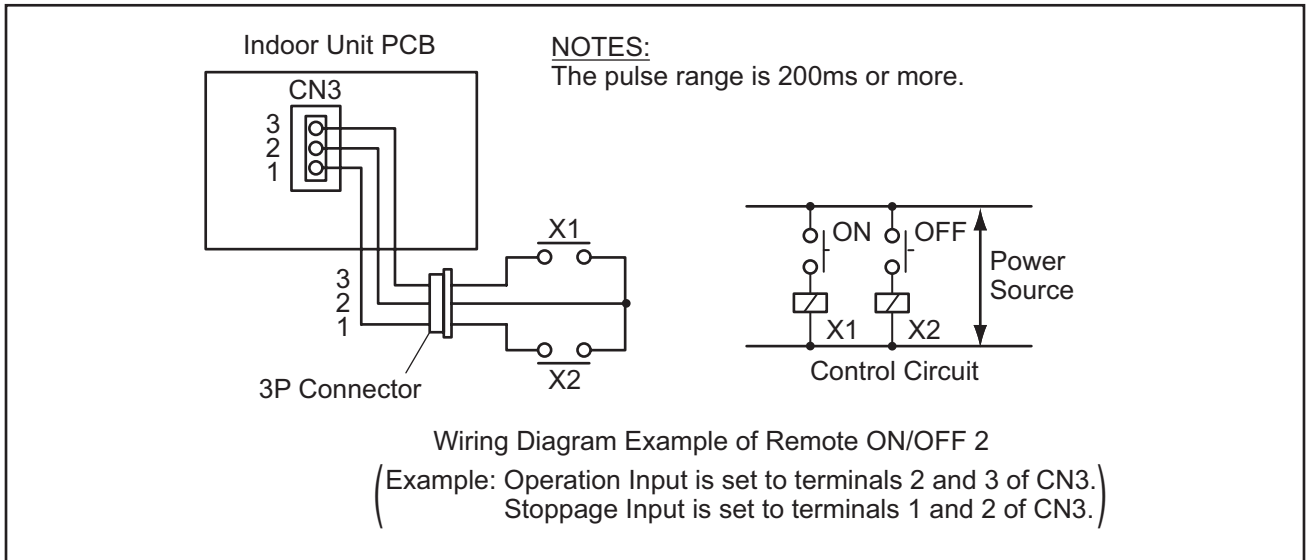 Indoor Unit PCB
NOTES:
The pulse range is 200ms or more.
CN3
3
2
1
X1
3
2
1
X2
3P Connector
ON
OFF
Power
Source
X1
X2
Control Circuit
Wiring Diagram Example of Remote ON/OFF 2
(Example: Operation Input is set to terminals 2 and 3 of CN3.
Stoppage Input is set to terminals 1 and 2 of CN3.)